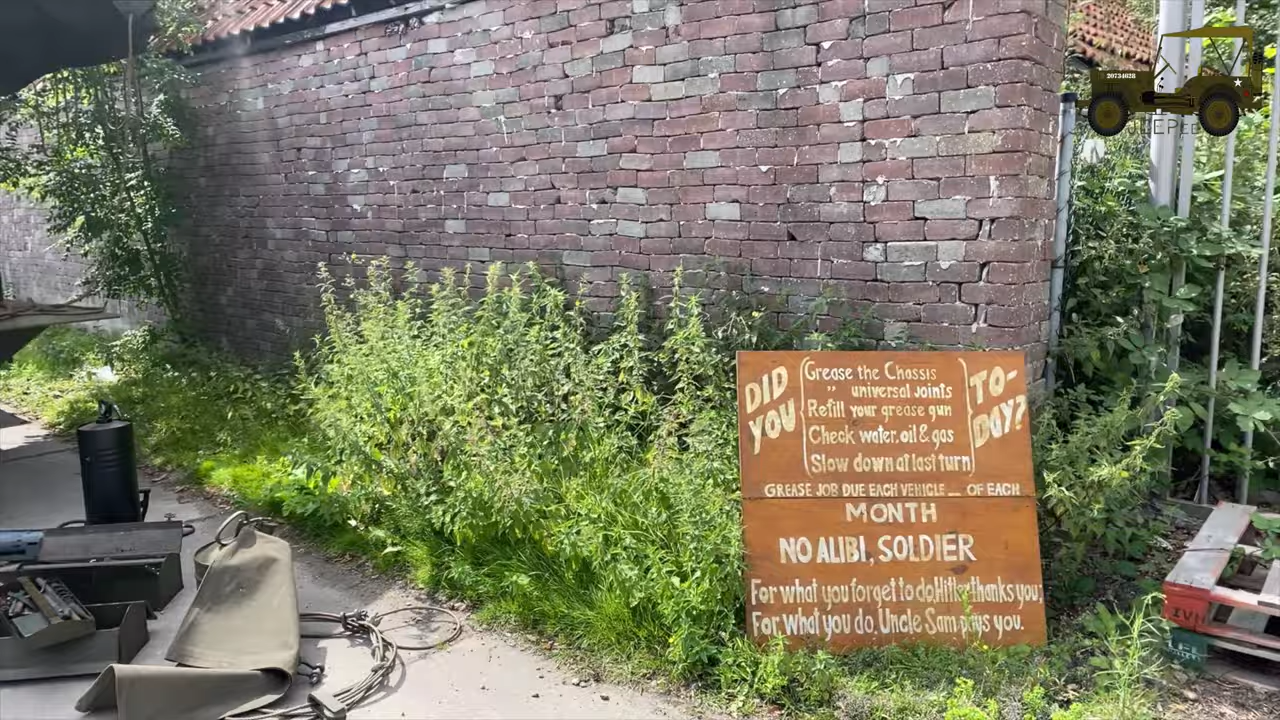 20734628
DID YOU
Grease the Chassis
" universal joints
Refill your grease gun
Check water, oil & gas
Slow down at last turn
TO-DAY?
GREASE JOB DUE EACH VEHICLE __ OF EACH
MONTH
NO ALIBI, SOLDIER
For what you forget to do, Hitler thanks you;
For what you do, Uncle Sam pays you.